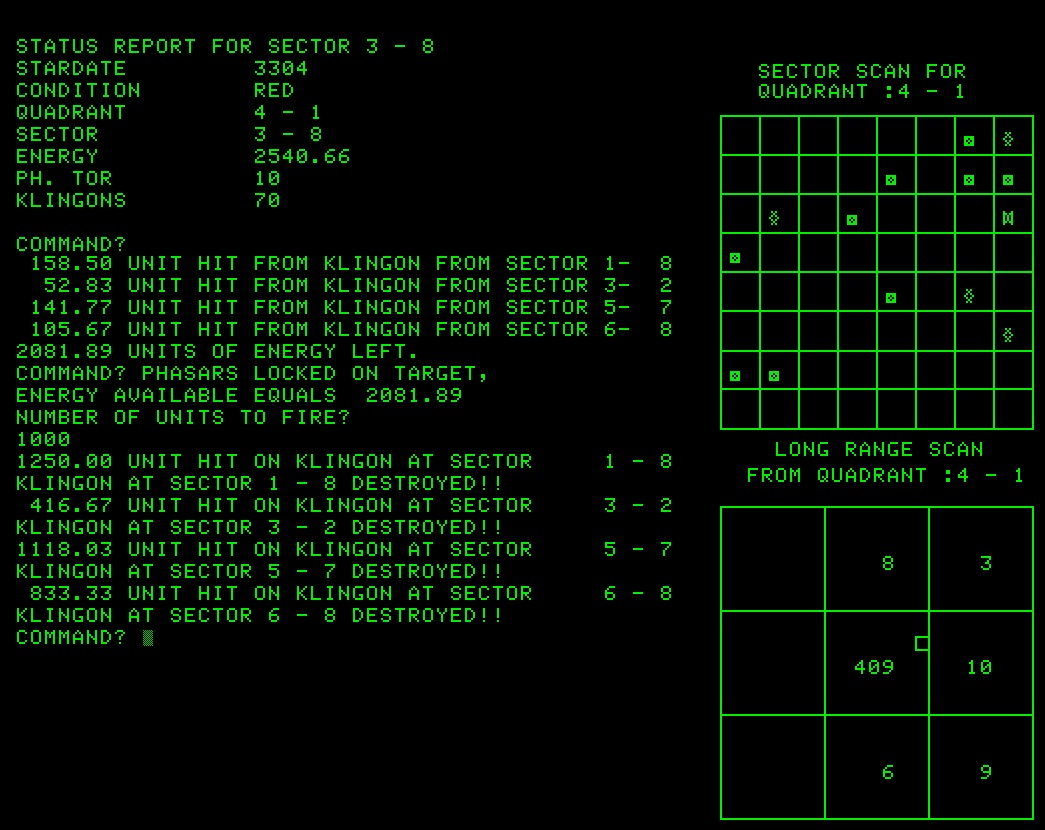 STATUS REPORT FOR SECTOR 3 - 8
STARDATE 3304
CONDITION RED
QUADRANT 4 - 1
SECTOR 3 - 8
ENERGY 2540.66
PH. TOR 10
KLINGONS 70
COMMAND?
158.50 UNIT HIT FROM KLINGON FROM SECTOR 1- 8
52.83 UNIT HIT FROM KLINGON FROM SECTOR 3- 2
141.77 UNIT HIT FROM KLINGON FROM SECTOR 5- 7
105.67 UNIT HIT FROM KLINGON FROM SECTOR 6- 8
2081.89 UNITS OF ENERGY LEFT.
COMMAND? PHASARS LOCKED ON TARGET,
ENERGY AVAILABLE EQUALS 2081.89
NUMBER OF UNITS TO FIRE?
1000
1250.00 UNIT HIT ON KLINGON AT SECTOR 1 - 8
KLINGON AT SECTOR 1 - 8 DESTROYED!!
416.67 UNIT HIT ON KLINGON AT SECTOR 3 - 2
KLINGON AT SECTOR 3 - 2 DESTROYED!!
1118.03 UNIT HIT ON KLINGON AT SECTOR 5 - 7
KLINGON AT SECTOR 5 - 7 DESTROYED!!
833.33 UNIT HIT ON KLINGON AT SECTOR 6 - 8
KLINGON AT SECTOR 6 - 8 DESTROYED!!
COMMAND?
SECTOR SCAN FOR
QUADRANT :4 - 1
LONG RANGE SCAN
FROM QUADRANT :4 - 1
8 3
409 10
6 9